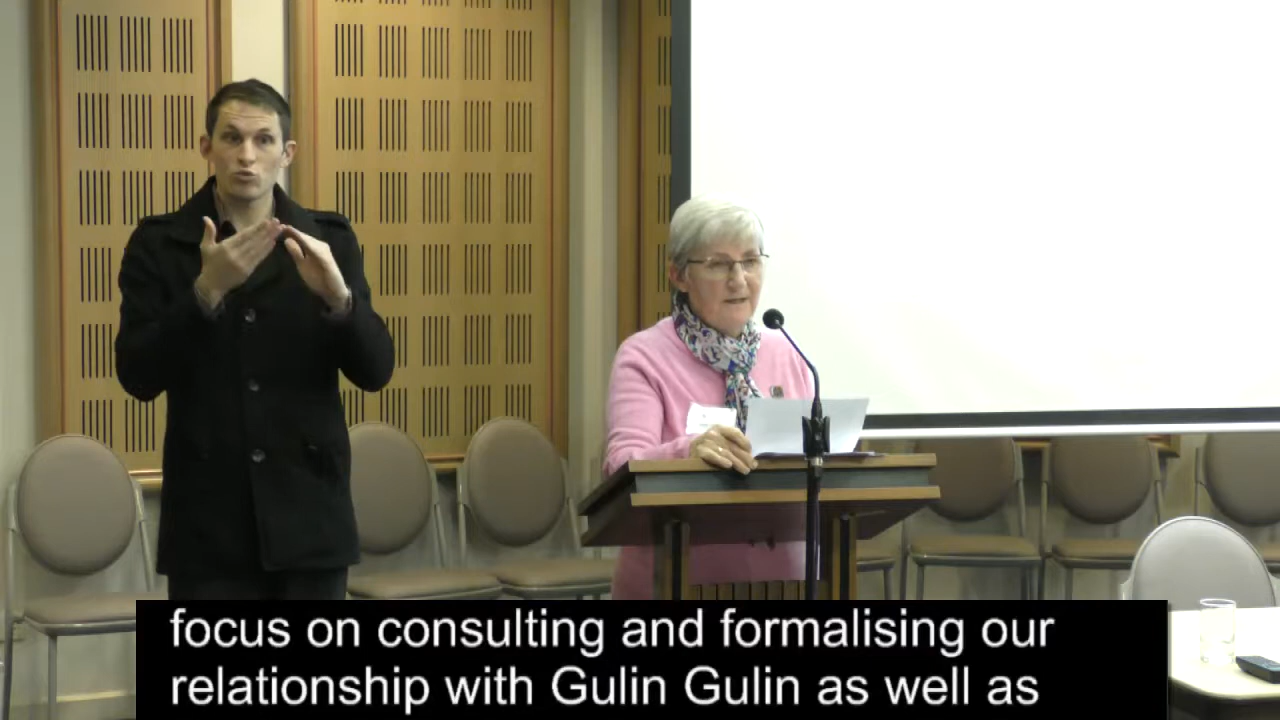 focus on consulting and formalising our
relationship with Gulin Gulin as well as